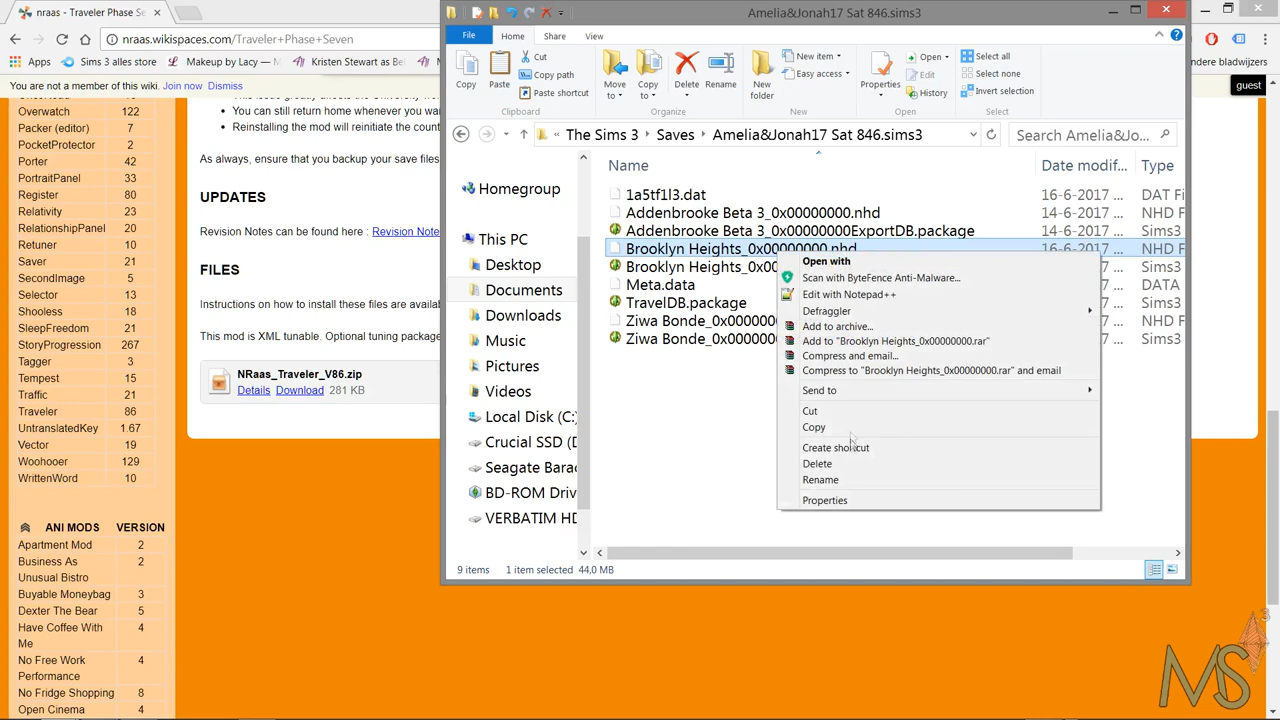 nraas - Traveler Phase Se
nraas.wikispaces.com/Traveler+Phase+Seven
Apps
Sims 3 alles store
Makeup by Lacy
Kristen Stewart as Be
dere bladwijzers
You are not a member of this wiki. Join now Dismiss
guest
Overwatch 122
Packer (editor) 7
PocketProtector 2
Porter 42
PortraitPanel 33
Register 80
Relativity 23
RelationshipPanel 20
Retuner 10
Saver 21
SecondImage 5
Selector 13
Shooless 18
SleepFreedom 21
StoryProgression 267
Tagger 3
Tempest 15
Traffic 21
Traveler 86
UntranslatedKey 1.67
Vector 19
Woohooer 129
WrittenWord 10
ANI MODS VERSION
Apartment Mod 2
Business As 2
Unusual Bistro
Buyable Moneybag 3
Dexter The Bear 5
Have Coffee With 4
Me
No Free Work 4
Performance
No Fridge Shopping 8
Open Cinema 4
You can still return home whenever you want
Reinstalling the mod will reinitiate the count
As always, ensure that you backup your save files
UPDATES
Revision Notes can be found here : Revision Note
FILES
Instructions on how to install these files are availa
This mod is XML tunable. Optional tuning package
NRaas_Traveler_V86.zip
Details Download 281 KB
Amelia&Jonah17 Sat 846.sims3
File Home Share View
Copy
Paste
Cut
Copy path
Paste shortcut
Clipboard
Move to
Copy to
Delete
Rename
Organize
New folder
New item
Easy access
New
Properties
Open
Edit
History
Open
Select all
Select none
Invert selection
Select
« The Sims 3 Saves Amelia&Jonah17 Sat 846.sims3
Search Amelia&Jo...
Homegroup
This PC
Desktop
Documents
Downloads
Music
Pictures
Videos
Local Disk (C:)
Crucial SSD (D
Seagate Barac
BD-ROM Driv
VERBATIM HD
Name Date modif... Type
1a5tf1l3.dat 16-6-2017 ... DAT Fi
Addenbrooke Beta 3_0x00000000.nhd 14-6-2017 ... NHD F
Addenbrooke Beta 3_0x00000000ExportDB.package 14-6-2017 ... Sims3
Brooklyn Heights_0x00000000.nhd 16-6-2017 ... NHD F
Brooklyn Heights_0x00000 Sims3
Meta.data DATA
TravelDB.package Sims3
Ziwa Bonde_0x0000000 NHD F
Ziwa Bonde_0x0000000 Sims3
Open with
Scan with ByteFence Anti-Malware...
Edit with Notepad++
Defraggler
Add to archive...
Add to "Brooklyn Heights_0x00000000.rar"
Compress and email...
Compress to "Brooklyn Heights_0x00000000.rar" and email
Send to
Cut
Copy
Create shortcut
Delete
Rename
Properties
9 items 1 item selected 44,0 MB
MS 3